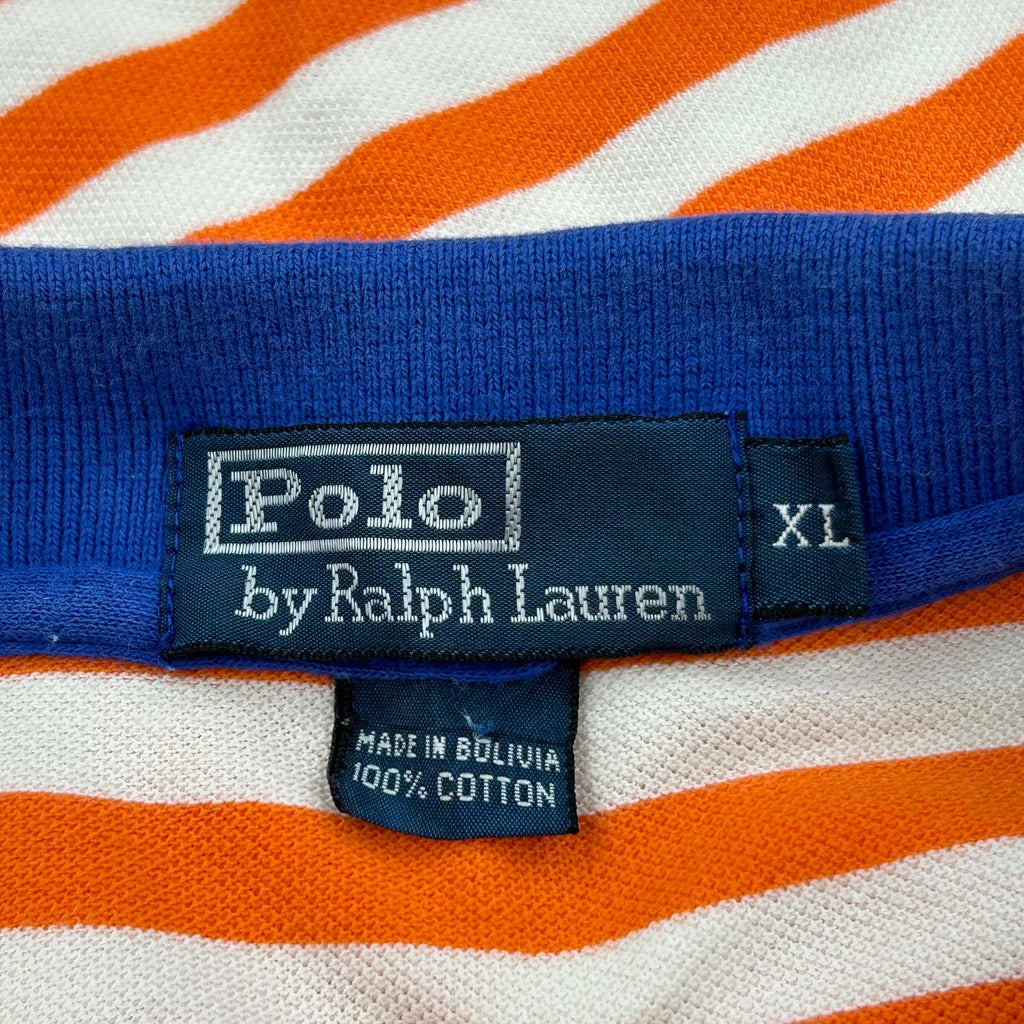 Polo
by Ralph Lauren
XL
MADE IN BOLIVIA
100% COTTON